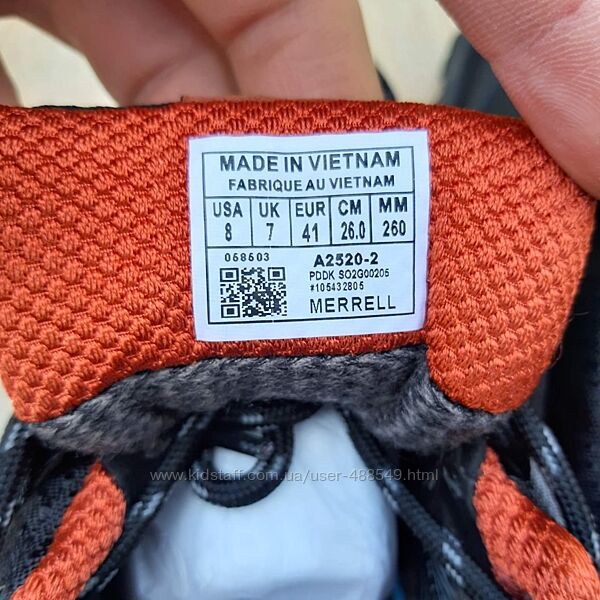 MADE IN VIETNAM
FABRIQUE AU VIETNAM
USA UK EUR CM MM
8 7 41 26.0 260
058503 A2520-2
PDDK SO2G00205
#105432805
MERRELL
www.kidstaff.com.ua/user-488549.html